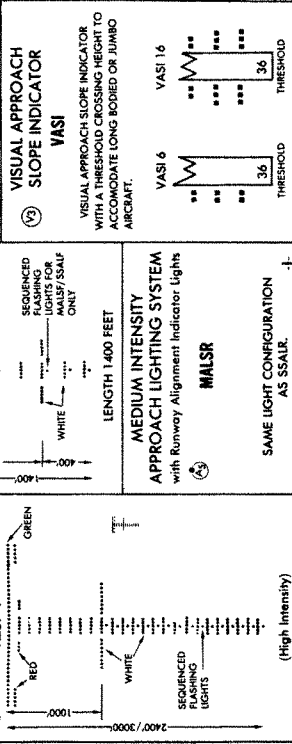 GREEN
RED
1000'
WHITE
2400'/3000'
SEQUENCED
FLASHING
LIGHTS
(High Intensity)
SEQUENCED
FLASHING
LIGHTS FOR
MALSF/SSALF
ONLY
WHITE
400'
1400'
LENGTH 1400 FEET
MEDIUM INTENSITY
APPROACH LIGHTING SYSTEM
with Runway Alignment Indicator Lights
MALSR
A5
SAME LIGHT CONFIGURATION
AS SSALR.
V3
VISUAL APPROACH
SLOPE INDICATOR
VASI
VISUAL APPROACH SLOPE INDICATOR
WITH A THRESHOLD CROSSING HEIGHT TO
ACCOMODATE LONG BODIED OR JUMBO
AIRCRAFT.
VASI 6
36
THRESHOLD
VASI 16
36
THRESHOLD